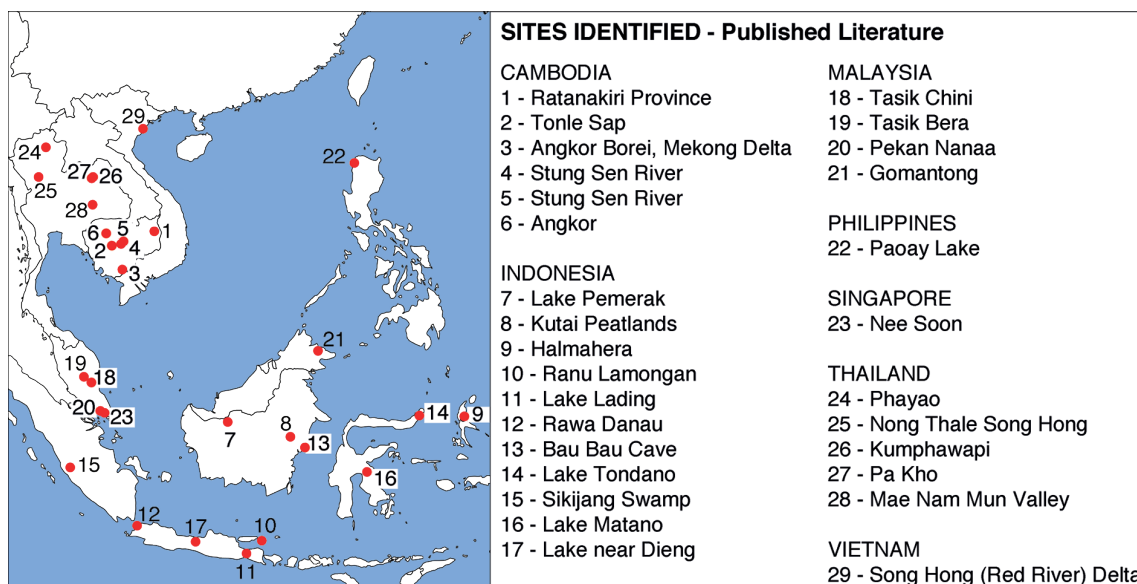 SITES IDENTIFIED - Published Literature
CAMBODIA
1 - Ratanakiri Province
2 - Tonle Sap
3 - Angkor Borei, Mekong Delta
4 - Stung Sen River
5 - Stung Sen River
6 - Angkor
INDONESIA
7 - Lake Pemerak
8 - Kutai Peatlands
9 - Halmahera
10 - Ranu Lamongan
11 - Lake Lading
12 - Rawa Danau
13 - Bau Bau Cave
14 - Lake Tondano
15 - Sikijang Swamp
16 - Lake Matano
17 - Lake near Dieng
MALAYSIA
18 - Tasik Chini
19 - Tasik Bera
20 - Pekan Nanaa
21 - Gomantong
PHILIPPINES
22 - Paoay Lake
SINGAPORE
23 - Nee Soon
THAILAND
24 - Phayao
25 - Nong Thale Song Hong
26 - Kumphawapi
27 - Pa Kho
28 - Mae Nam Mun Valley
VIETNAM
29 - Song Hong (Red River) Delta
29
24
22
27 26
25
28
6 5 1
2 4
3
21
19
18
20 23
14 9
7 8
13
15
16
12 17 10
11